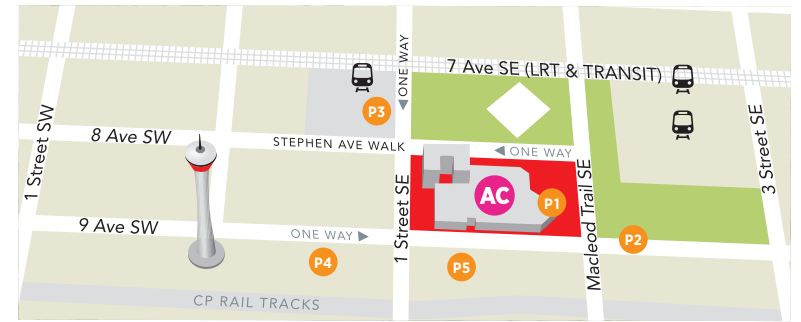 ONE WAY
7 Ave SE (LRT & TRANSIT)
P3
1 Street SW
8 Ave SW
STEPHEN AVE WALK
ONE WAY
3 Street SE
AC
P1
1 Street SE
Macleod Trail SE
9 Ave SW
ONE WAY
P2
P4
P5
CP RAIL TRACKS